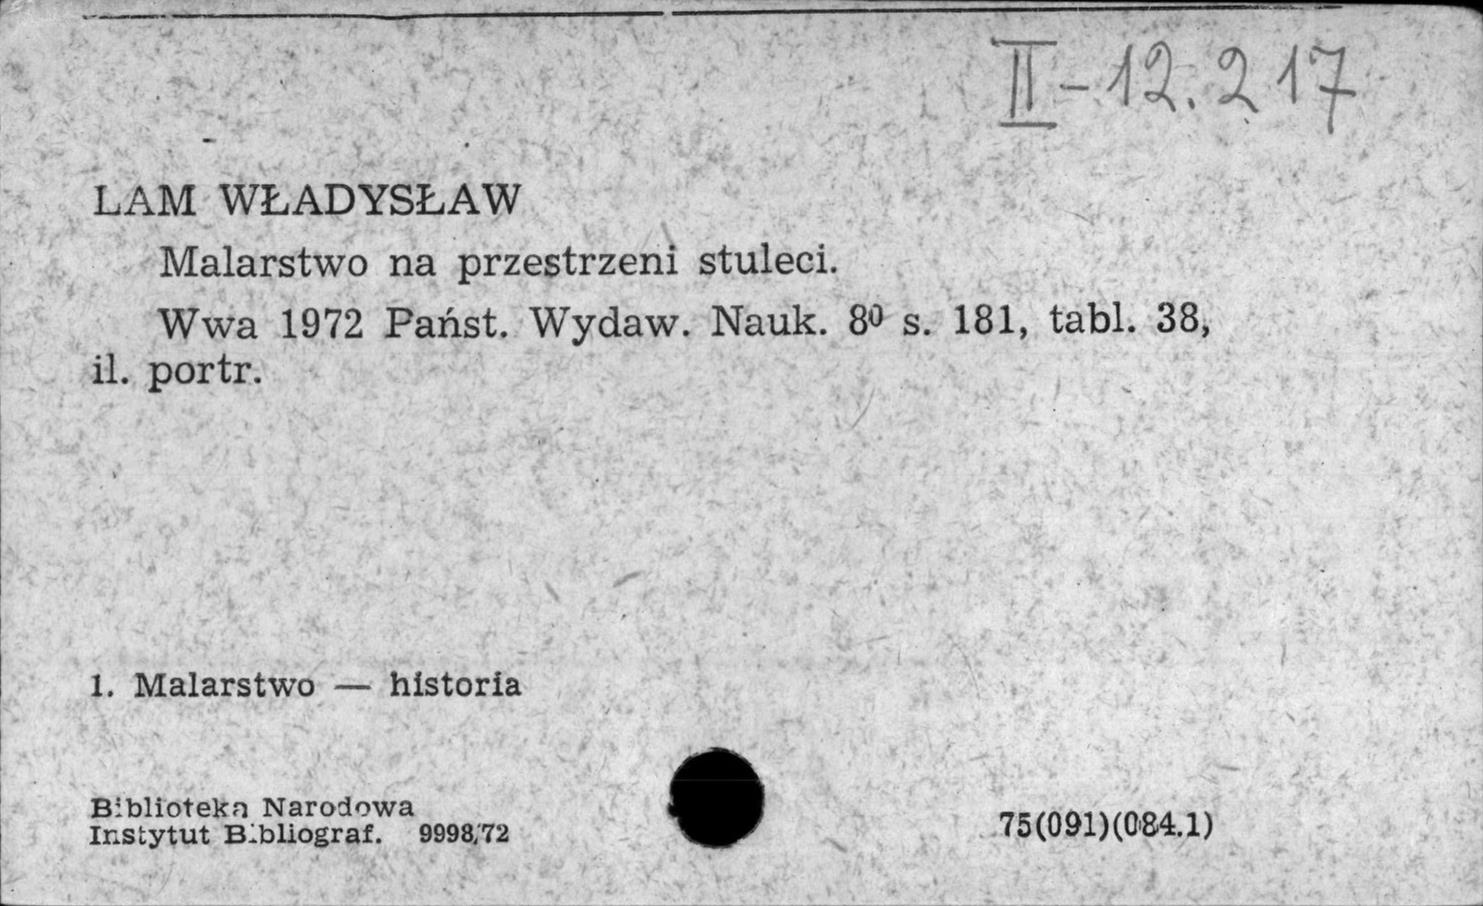 II-12.217
LAM WŁADYSŁAW
Malarstwo na przestrzeni stuleci.
Wwa 1972 Państ. Wydaw. Nauk. 8⁰ s. 181, tabl. 38,
il. portr.
1. Malarstwo — historia
Biblioteka Narodowa
Instytut Bibliograf. 9998/72
75(091)(084.1)